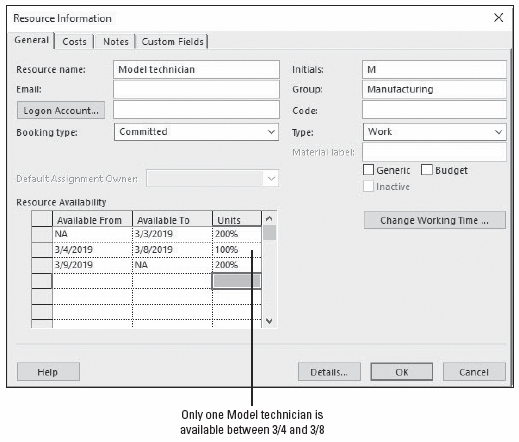 Resource Information
General Costs Notes Custom Fields
Resource name: Model technician Initials: M
Email: Group: Manufacturing
Logon Account... Code:
Booking type: Committed Type: Work
Material label:
Generic Budget
Default Assignment Owner: Inactive
Resource Availability
Change Working Time ...
Available From Available To Units
NA 3/3/2019 200%
3/4/2019 3/8/2019 100%
3/9/2019 NA 200%
Help Details... OK Cancel
Only one Model technician is
available between 3/4 and 3/8